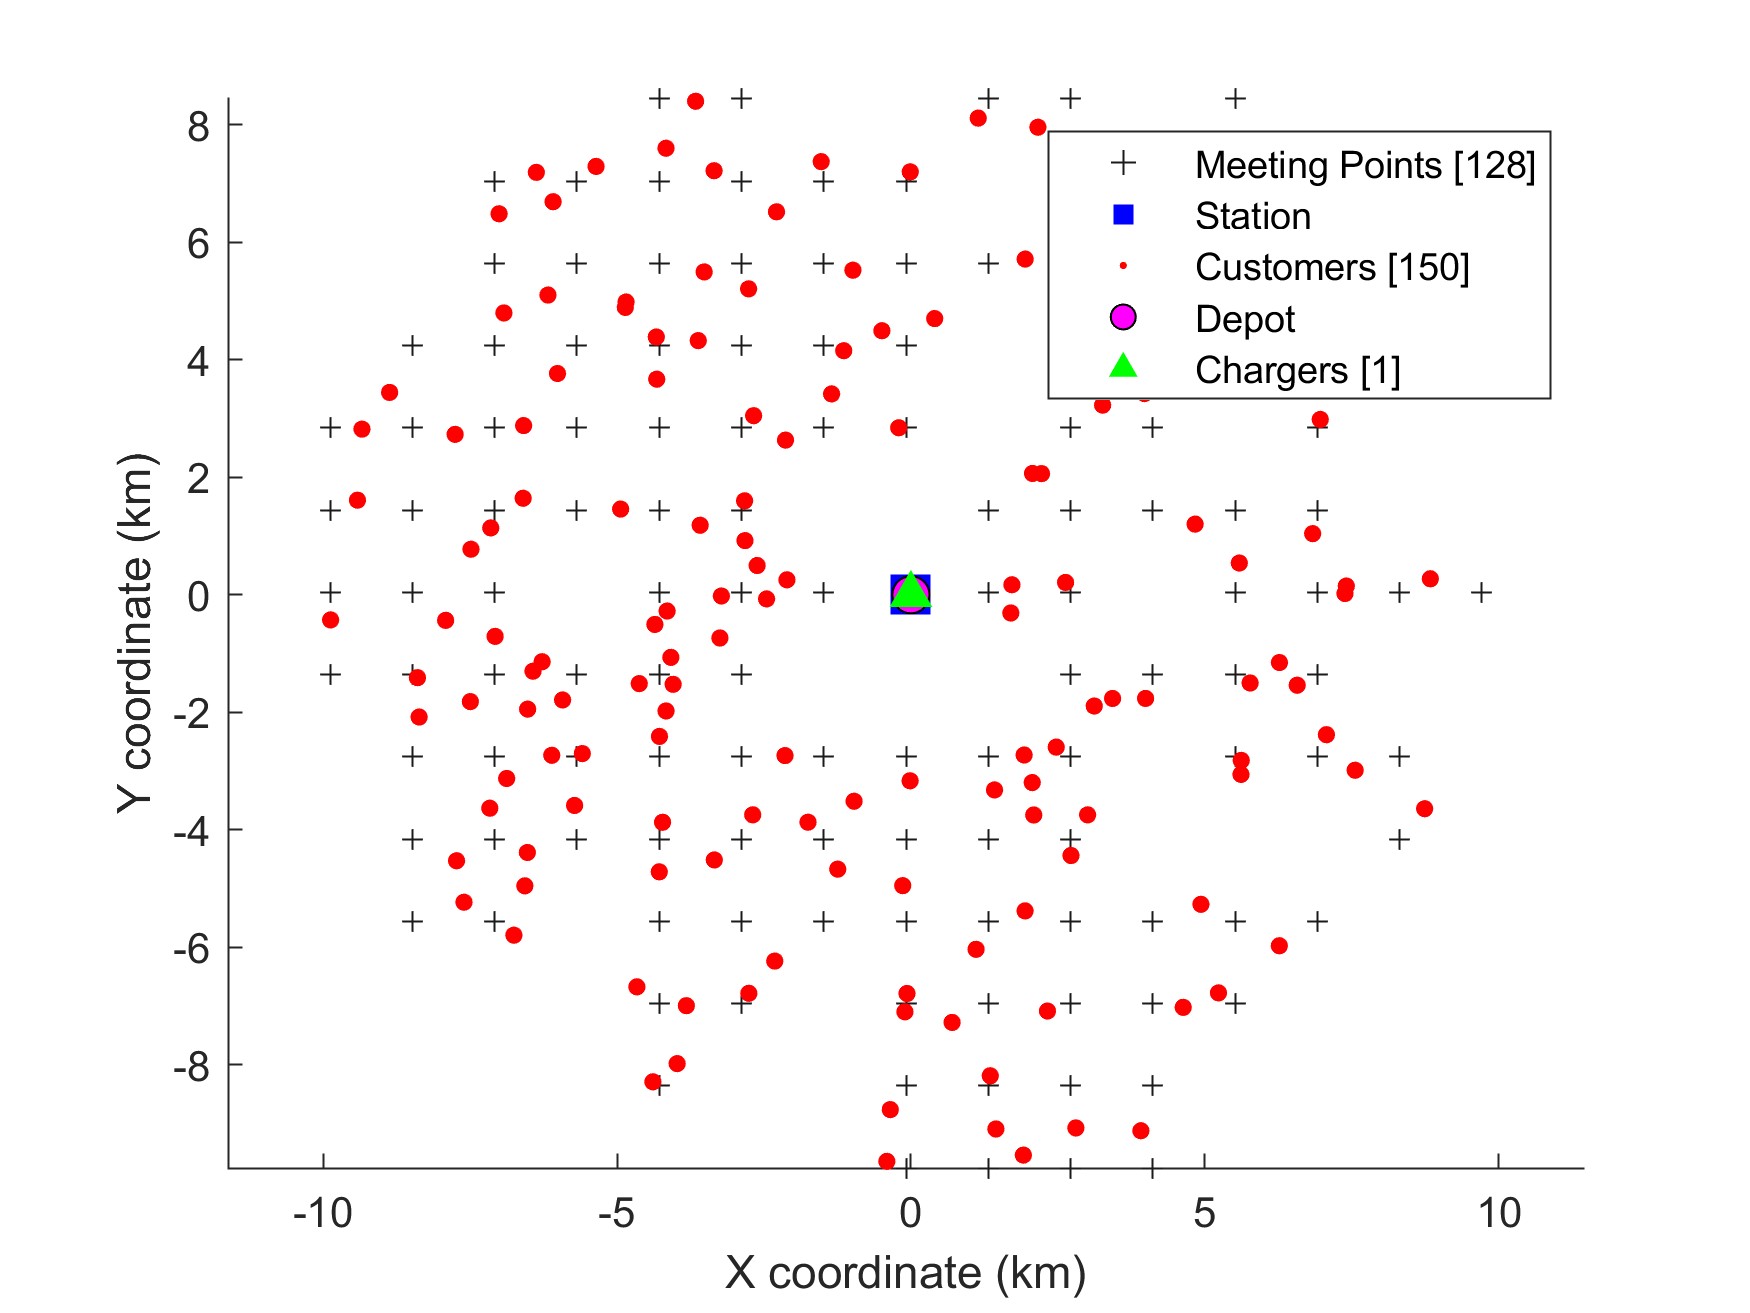 8
6
4
2
0
-2
-4
-6
-8
Y coordinate (km)
Meeting Points [128]
Station
Customers [150]
Depot
Chargers [1]
-10
-5
0
5
10
X coordinate (km)